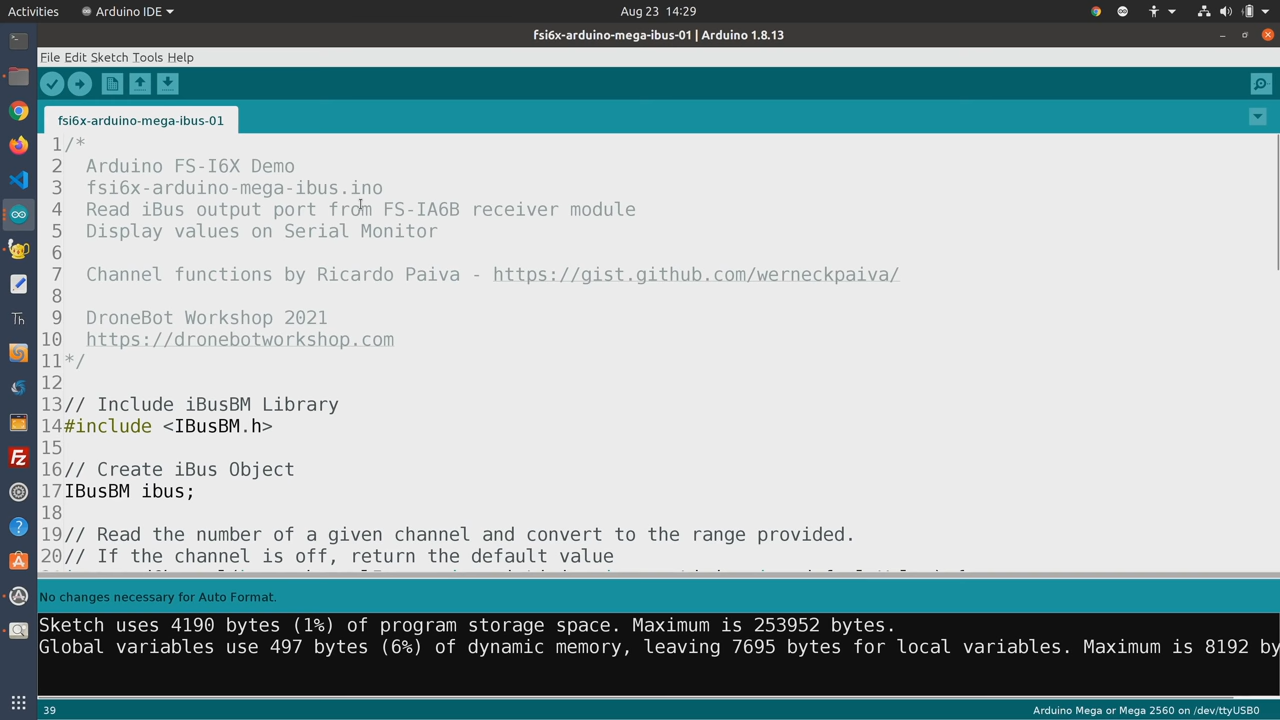 Activities
Arduino IDE
Aug 23 14:29
fsi6x-arduino-mega-ibus-01 | Arduino 1.8.13
File Edit Sketch Tools Help
fsi6x-arduino-mega-ibus-01
1 /*
2 Arduino FS-I6X Demo
3 fsi6x-arduino-mega-ibus.ino
4 Read iBus output port from FS-IA6B receiver module
5 Display values on Serial Monitor
6
7 Channel functions by Ricardo Paiva - https://gist.github.com/werneckpaiva/
8
9 DroneBot Workshop 2021
10 https://dronebotworkshop.com
11 */
12
13 // Include iBusBM Library
14 #include <IBusBM.h>
15
16 // Create iBus Object
17 IBusBM ibus;
18
19 // Read the number of a given channel and convert to the range provided.
20 // If the channel is off, return the default value
No changes necessary for Auto Format.
Sketch uses 4190 bytes (1%) of program storage space. Maximum is 253952 bytes.
Global variables use 497 bytes (6%) of dynamic memory, leaving 7695 bytes for local variables. Maximum is 8192 by
39
Arduino Mega or Mega 2560 on /dev/ttyUSB0
Th
Fz